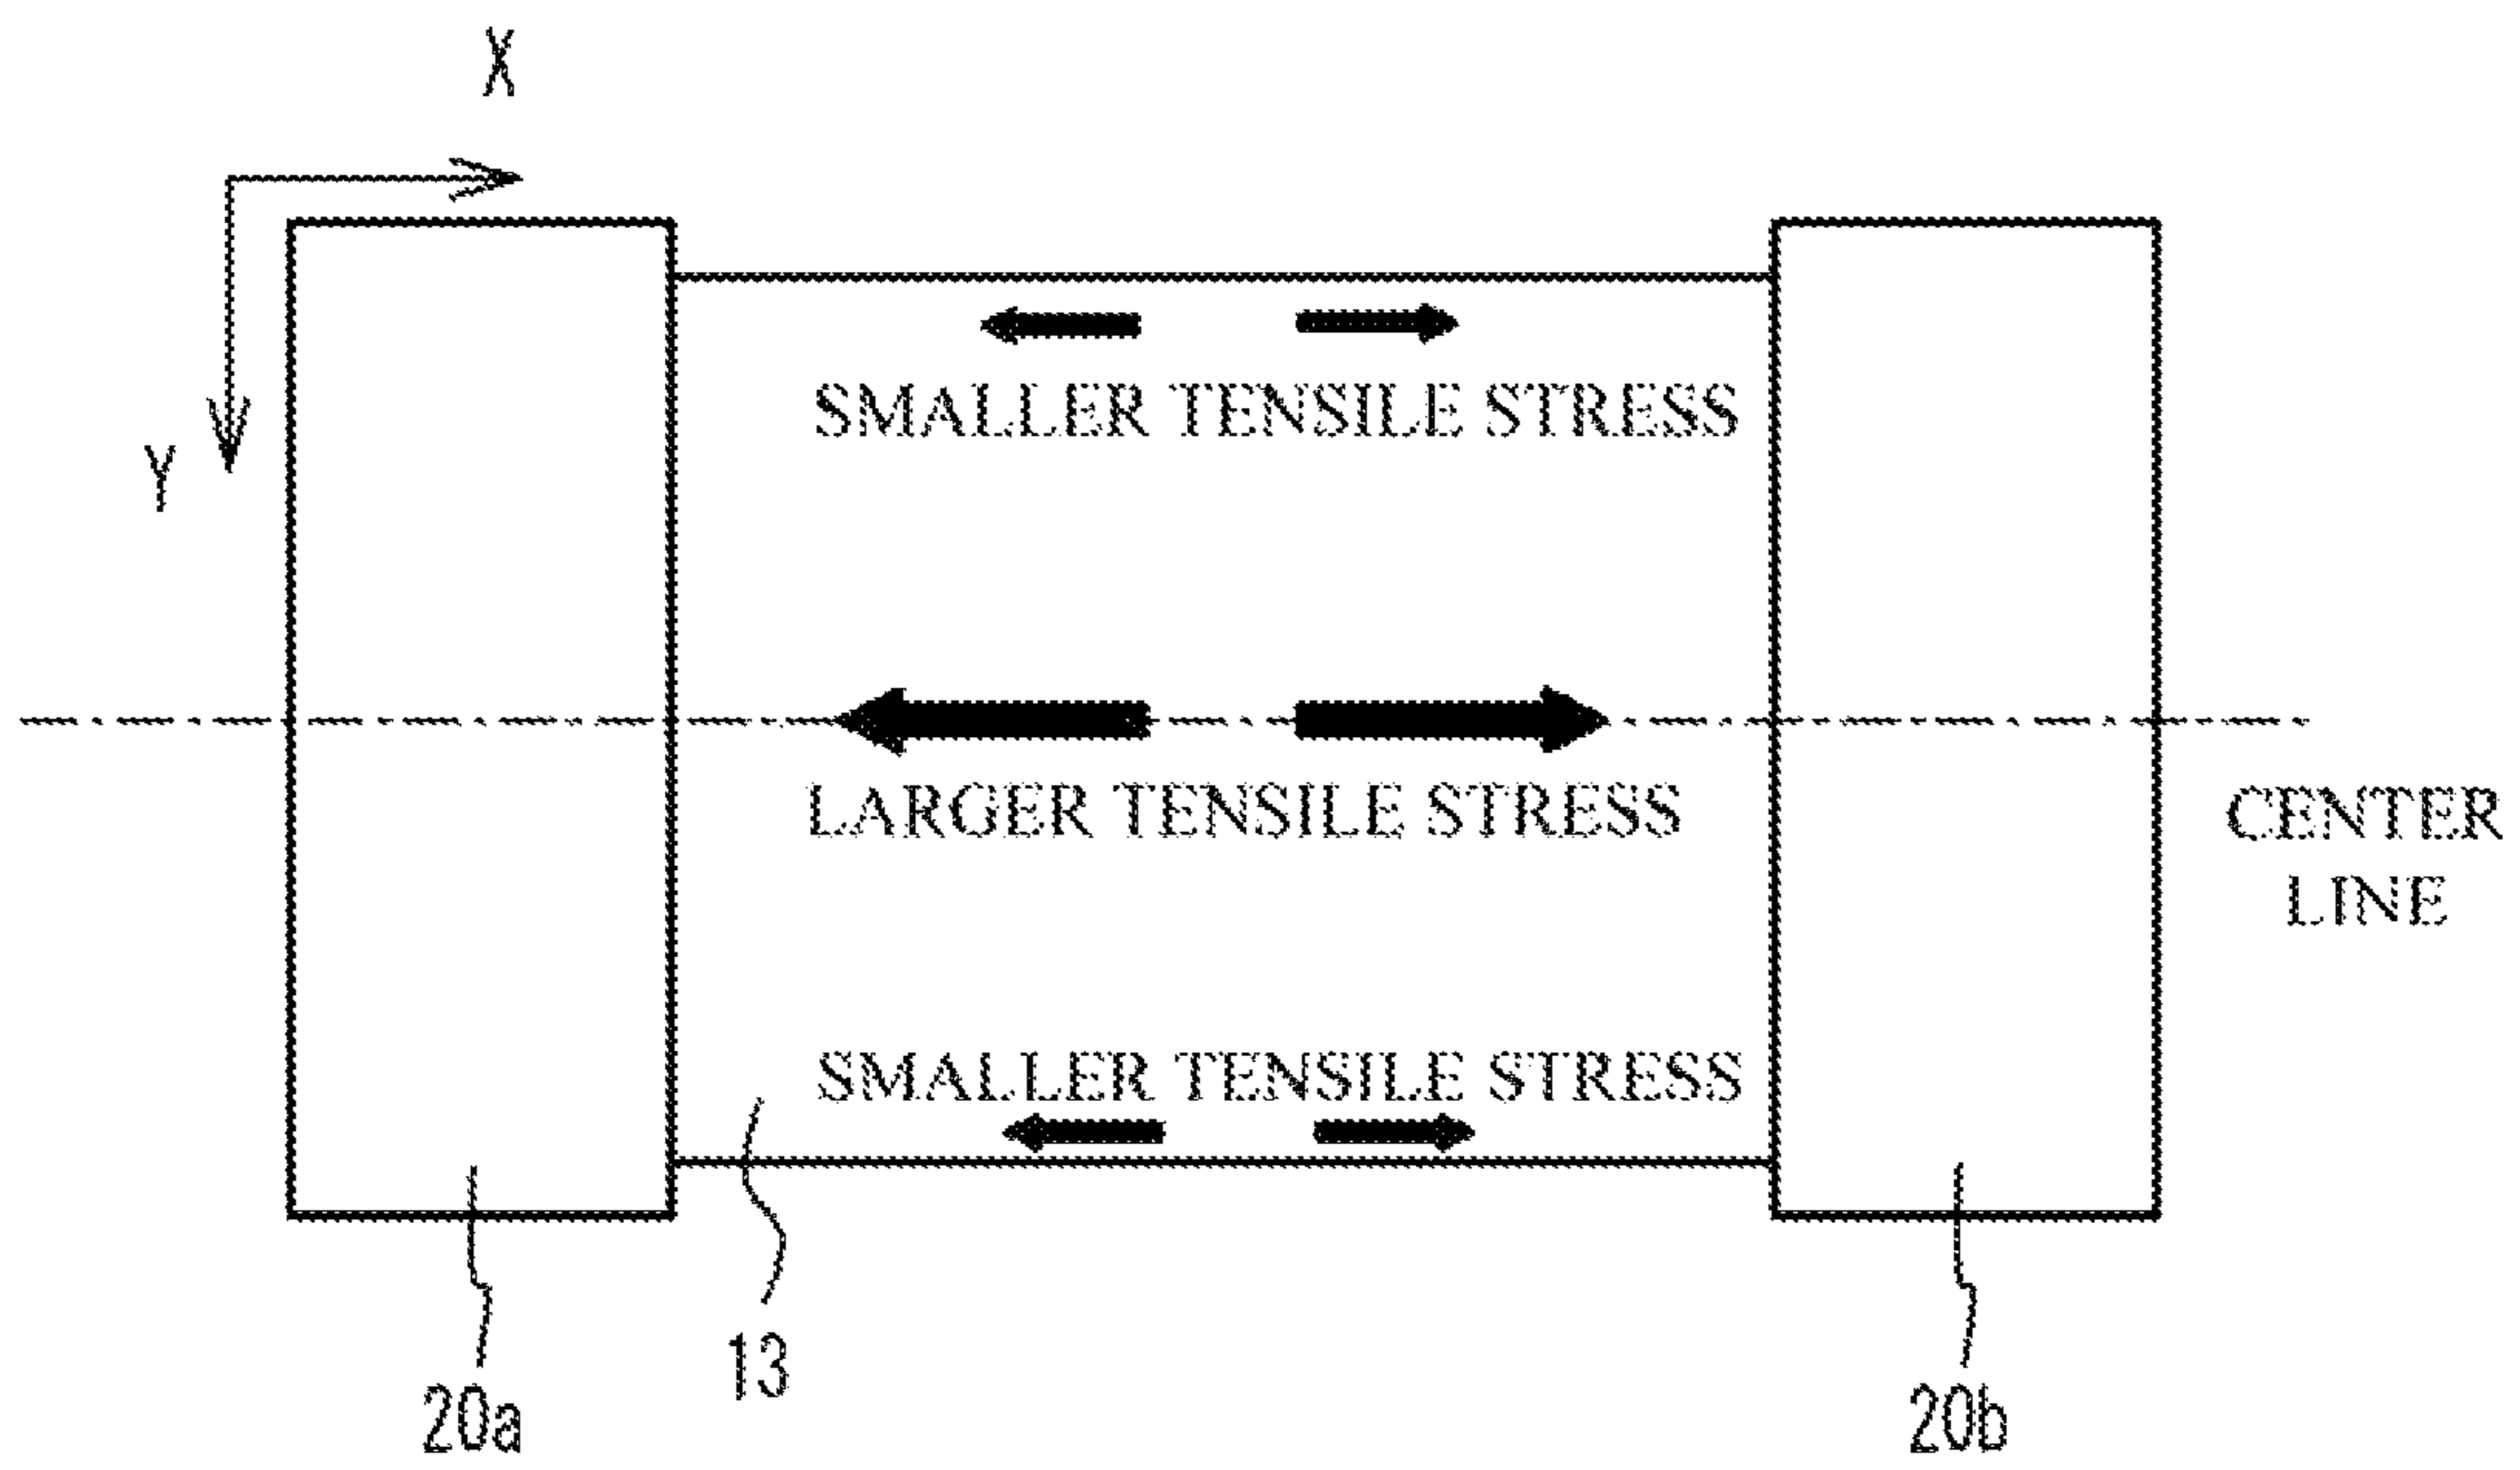 X
Y
SMALLER TENSILE STRESS
LARGER TENSILE STRESS
CENTER
LINE
SMALLER TENSILE STRESS
13
20a
20b